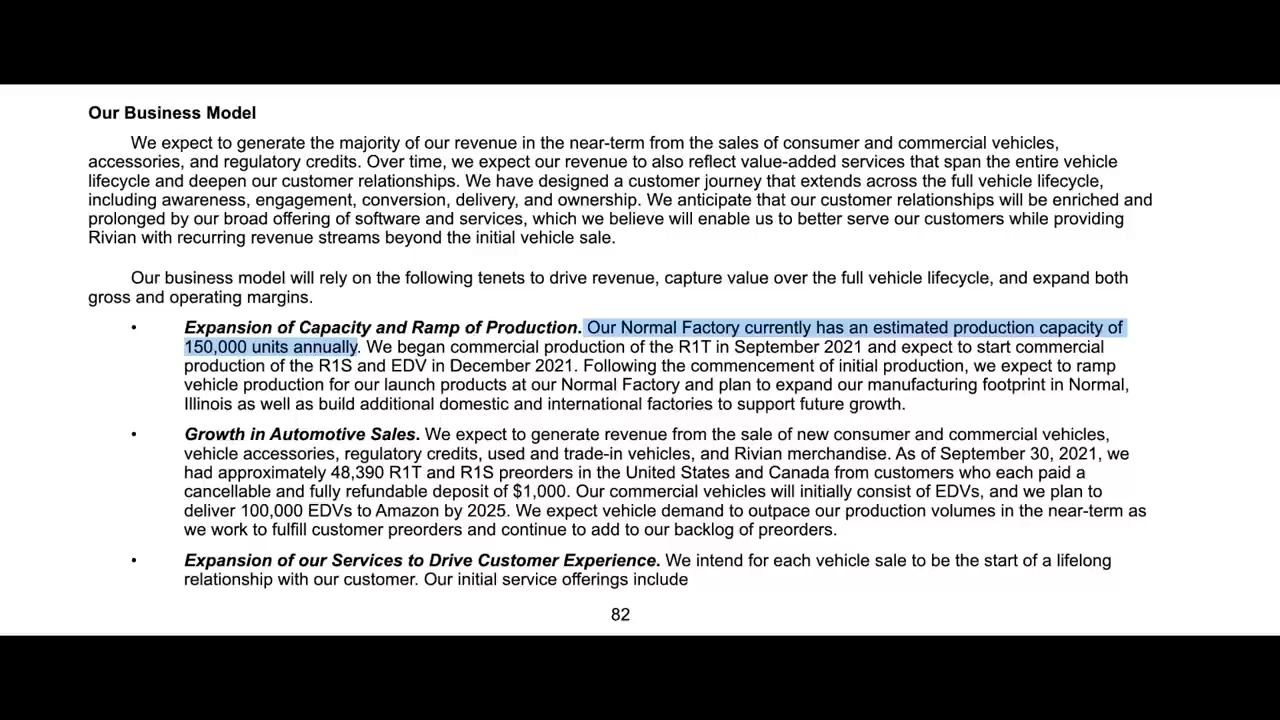 Our Business Model
We expect to generate the majority of our revenue in the near-term from the sales of consumer and commercial vehicles,
accessories, and regulatory credits. Over time, we expect our revenue to also reflect value-added services that span the entire vehicle
lifecycle and deepen our customer relationships. We have designed a customer journey that extends across the full vehicle lifecycle,
including awareness, engagement, conversion, delivery, and ownership. We anticipate that our customer relationships will be enriched and
prolonged by our broad offering of software and services, which we believe will enable us to better serve our customers while providing
Rivian with recurring revenue streams beyond the initial vehicle sale.
Our business model will rely on the following tenets to drive revenue, capture value over the full vehicle lifecycle, and expand both
gross and operating margins.
• Expansion of Capacity and Ramp of Production. Our Normal Factory currently has an estimated production capacity of
150,000 units annually. We began commercial production of the R1T in September 2021 and expect to start commercial
production of the R1S and EDV in December 2021. Following the commencement of initial production, we expect to ramp
vehicle production for our launch products at our Normal Factory and plan to expand our manufacturing footprint in Normal,
Illinois as well as build additional domestic and international factories to support future growth.
• Growth in Automotive Sales. We expect to generate revenue from the sale of new consumer and commercial vehicles,
vehicle accessories, regulatory credits, used and trade-in vehicles, and Rivian merchandise. As of September 30, 2021, we
had approximately 48,390 R1T and R1S preorders in the United States and Canada from customers who each paid a
cancellable and fully refundable deposit of $1,000. Our commercial vehicles will initially consist of EDVs, and we plan to
deliver 100,000 EDVs to Amazon by 2025. We expect vehicle demand to outpace our production volumes in the near-term as
we work to fulfill customer preorders and continue to add to our backlog of preorders.
• Expansion of our Services to Drive Customer Experience. We intend for each vehicle sale to be the start of a lifelong
relationship with our customer. Our initial service offerings include
82